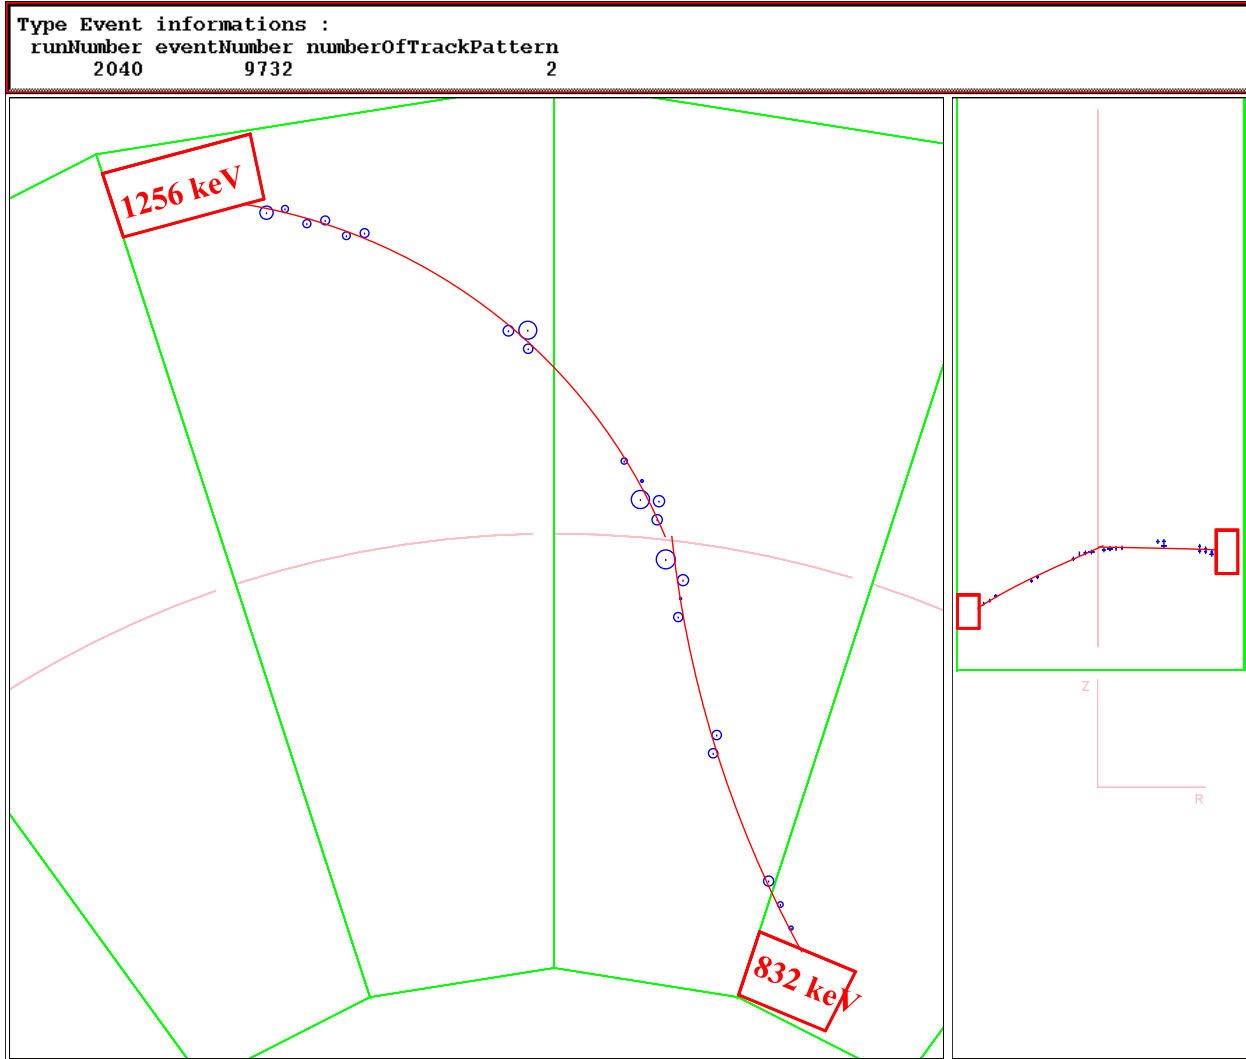 Type Event informations :
runNumber eventNumber numberOfTrackPattern
2040 9732 2
1256 keV
832 keV
Z
R